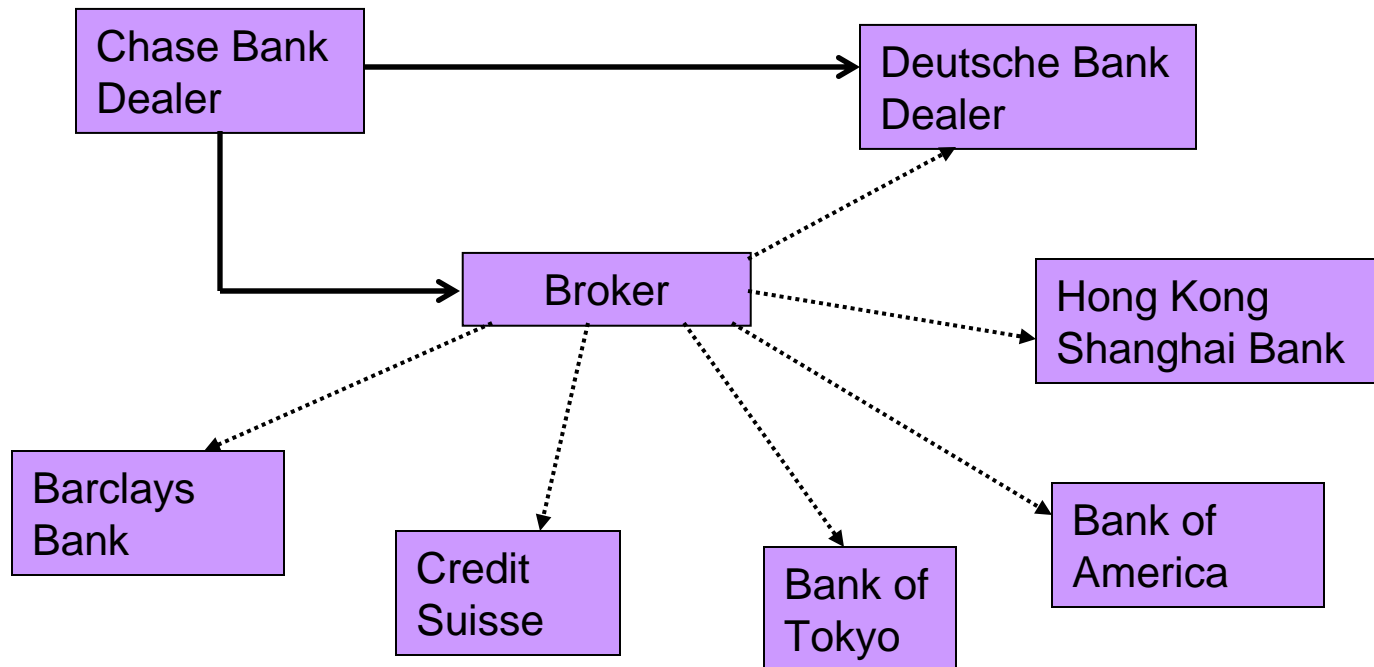 Chase Bank
Dealer
Deutsche Bank
Dealer
Broker
Hong Kong
Shanghai Bank
Barclays
Bank
Credit
Suisse
Bank of
Tokyo
Bank of
America